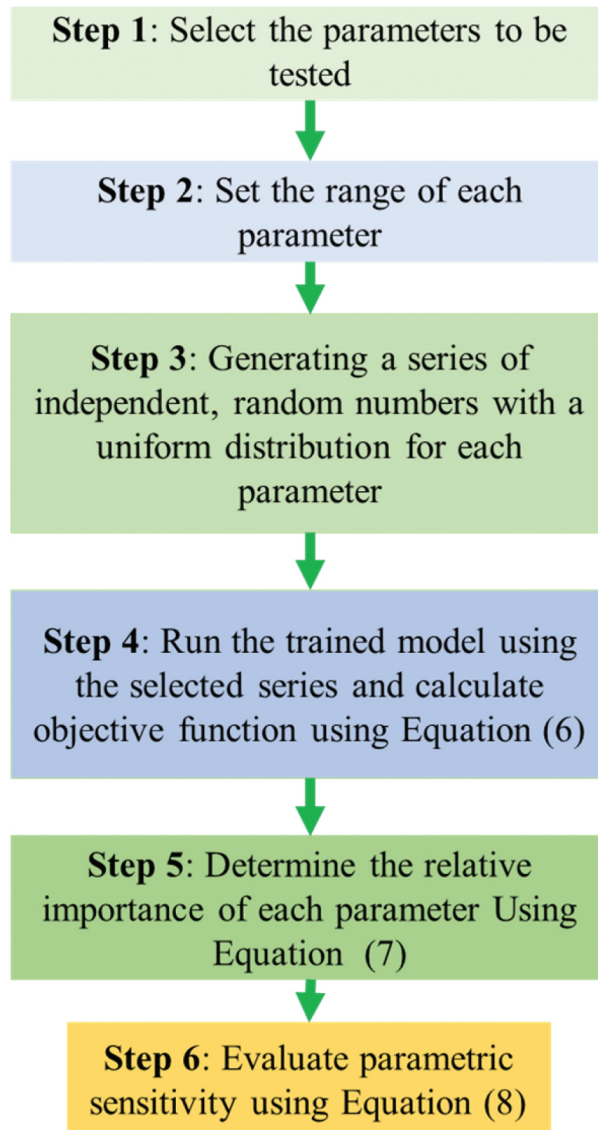 Step 1: Select the parameters to be
tested
Step 2: Set the range of each
parameter
Step 3: Generating a series of
independent, random numbers with a
uniform distribution for each
parameter
Step 4: Run the trained model using
the selected series and calculate
objective function using Equation (6)
Step 5: Determine the relative
importance of each parameter Using
Equation (7)
Step 6: Evaluate parametric
sensitivity using Equation (8)